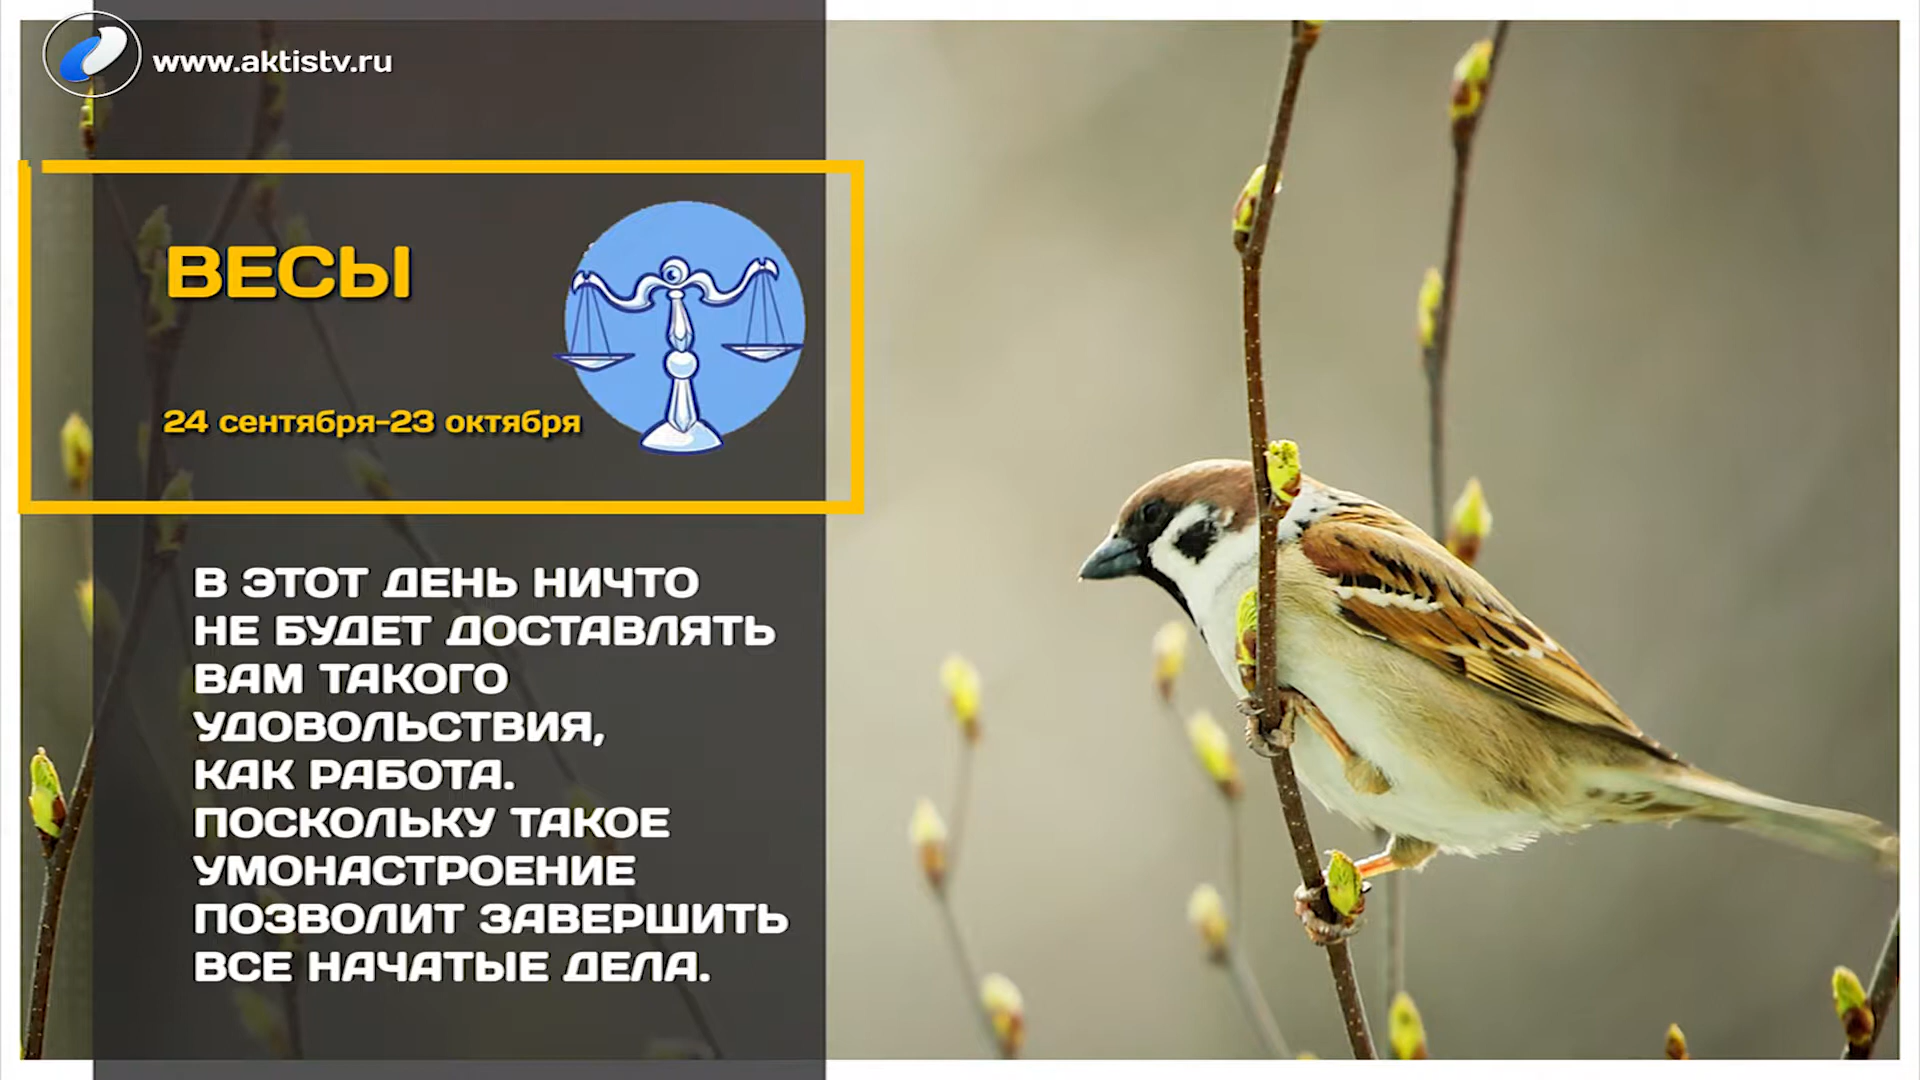 www.aktistv.ru
ВЕСЫ
24 сентября-23 октября
В ЭТОТ ДЕНЬ НИЧТО
НЕ БУДЕТ ДОСТАВЛЯТЬ
ВАМ ТАКОГО
УДОВОЛЬСТВИЯ,
КАК РАБОТА.
ПОСКОЛЬКУ ТАКОЕ
УМОНАСТРОЕНИЕ
ПОЗВОЛИТ ЗАВЕРШИТЬ
ВСЕ НАЧАТЫЕ ДЕЛА.